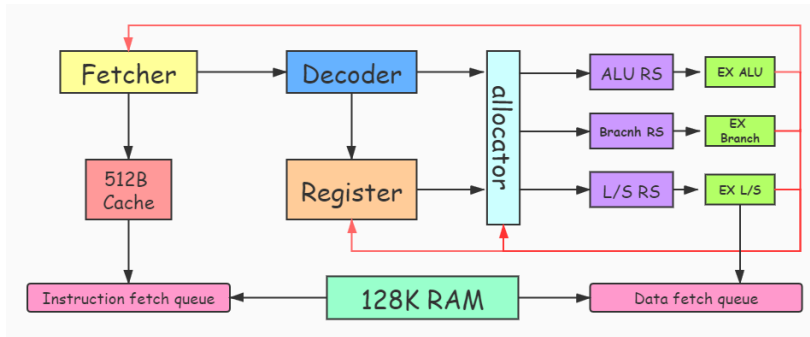 Fetcher
Decoder
allocator
ALU RS
EX ALU
Bracnh RS
EX
Branch
512B
Cache
Register
L/S RS
EX L/S
Instruction fetch queue
128K RAM
Data fetch queue